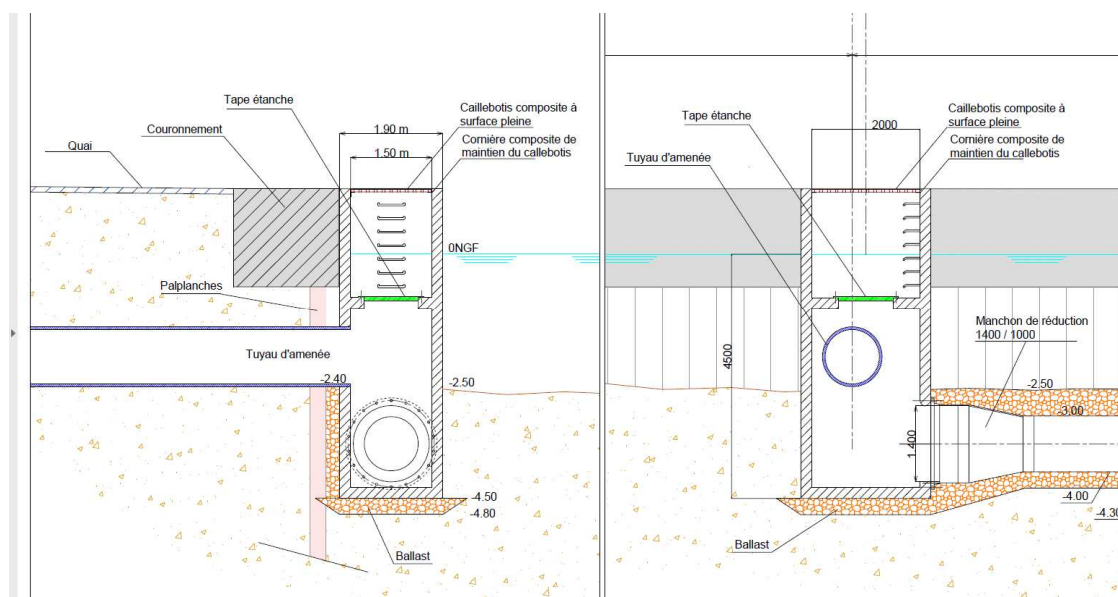 Tape étanche
Couronnement
Quai
1.90 m
1.50 m
Caillebotis composite à
surface pleine
Cornière composite de
maintien du callebotis
0NGF
Palplanches
Tuyau d'amenée
-2.40
-2.50
-4.50
-4.80
Ballast
Tape étanche
Tuyau d'amenée
2000
Caillebotis composite à
surface pleine
Cornière composite de
maintien du callebotis
4500
Manchon de réduction
1400 / 1000
-2.50
-3.00
1400
-4.00
-4.30
Ballast